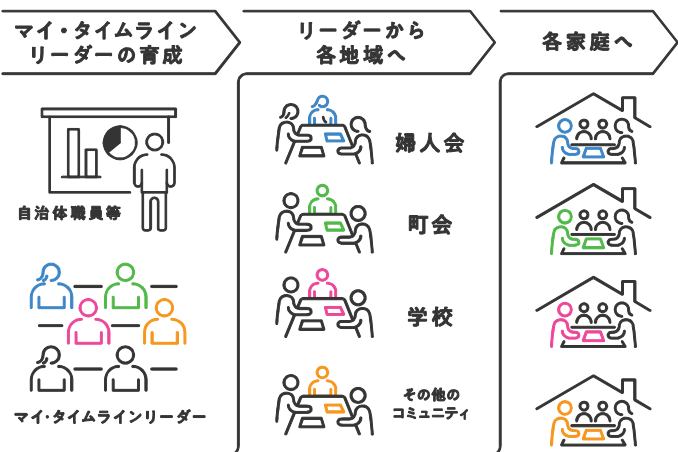 マイ・タイムライン
リーダーの育成
リーダーから
各地域へ
各家庭へ
自治体職員等
マイ・タイムラインリーダー
婦人会
町会
学校
その他の
コミュニティ